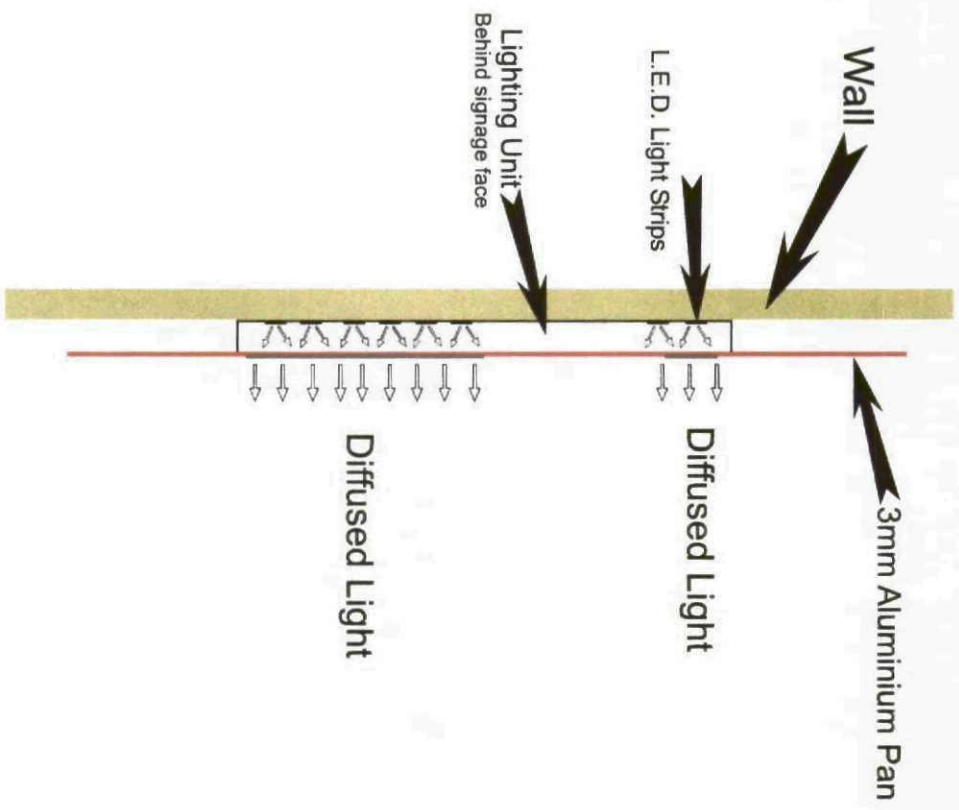 Wall
L.E.D. Light Strips
Lighting Unit
Behind signage face
3mm Aluminium Pan
Diffused Light
Diffused Light